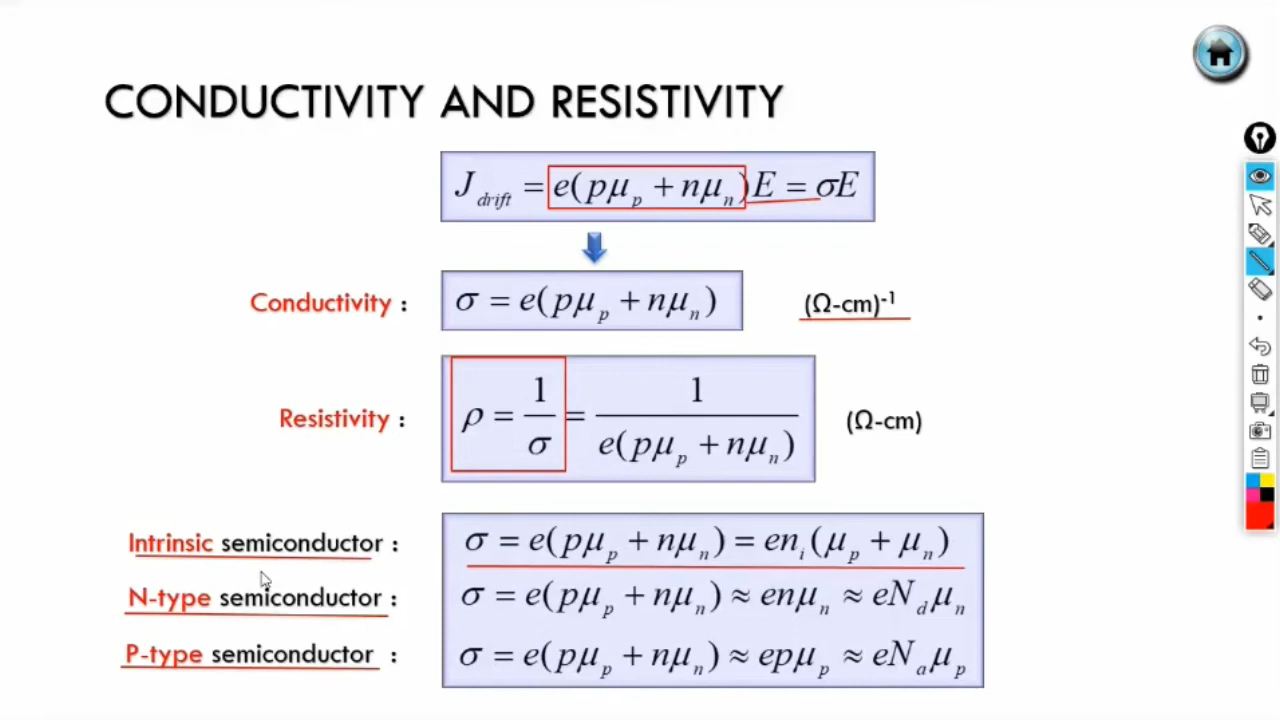 CONDUCTIVITY AND RESISTIVITY
J_drift = e(pμ_p + nμ_n)E = σE
Conductivity : σ = e(pμ_p + nμ_n) (Ω-cm)⁻¹
Resistivity : ρ = 1/σ = 1/e(pμ_p + nμ_n) (Ω-cm)
Intrinsic semiconductor : σ = e(pμ_p + nμ_n) = en_i(μ_p + μ_n)
N-type semiconductor : σ = e(pμ_p + nμ_n) ≈ enμ_n ≈ eN_dμ_n
P-type semiconductor : σ = e(pμ_p + nμ_n) ≈ epμ_p ≈ eN_aμ_p